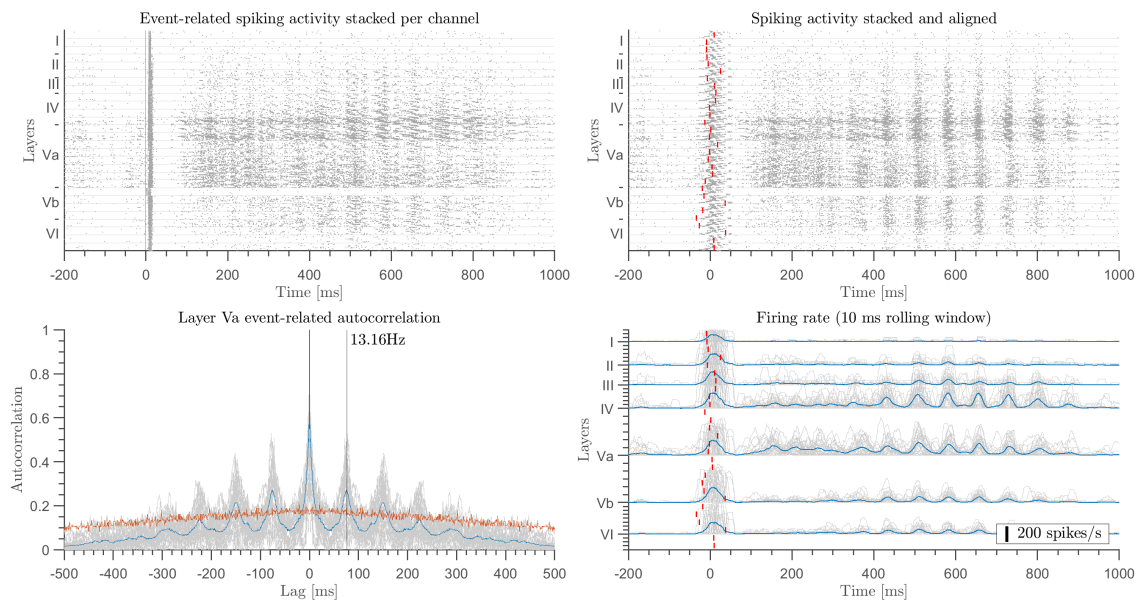 Event-related spiking activity stacked per channel
Layers
I
-
II
-
III
-
IV
-
Va
-
Vb
-
VI
-200 0 200 400 600 800 1000
Time [ms]
Spiking activity stacked and aligned
Layers
I
-
II
-
III
-
IV
-
Va
-
Vb
-
VI
-200 0 200 400 600 800 1000
Time [ms]
Layer Va event-related autocorrelation
13.16Hz
Autocorrelation
1
0.8
0.6
0.4
0.2
0
-500 -400 -300 -200 -100 0 100 200 300 400 500
Lag [ms]
Firing rate (10 ms rolling window)
Layers
I
II
III
IV
Va
Vb
VI
200 spikes/s
-200 0 200 400 600 800 1000
Time [ms]